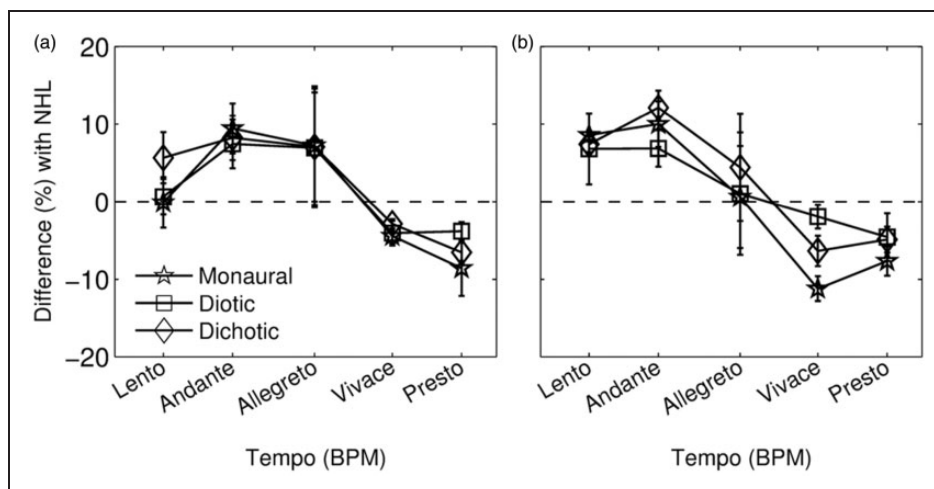 (a)
(b)
Difference (%) with NHL
20
10
0
−10
−20
Monaural
Diotic
Dichotic
Lento
Andante
Allegreto
Vivace
Presto
Tempo (BPM)
Lento
Andante
Allegreto
Vivace
Presto
Tempo (BPM)